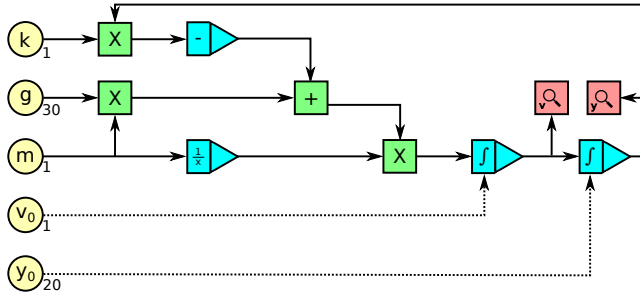 k 1 X -
g 30 X + v y
m 1 1/x X ∫ ∫
v₀ 1
y₀ 20